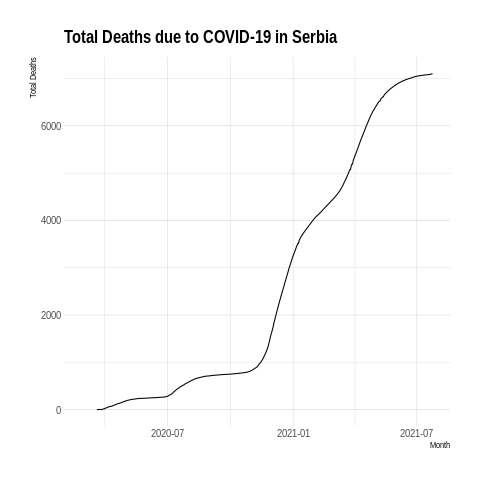 Total Deaths due to COVID-19 in Serbia
Total Deaths
6000
4000
2000
0
2020-07
2021-01
2021-07
Month